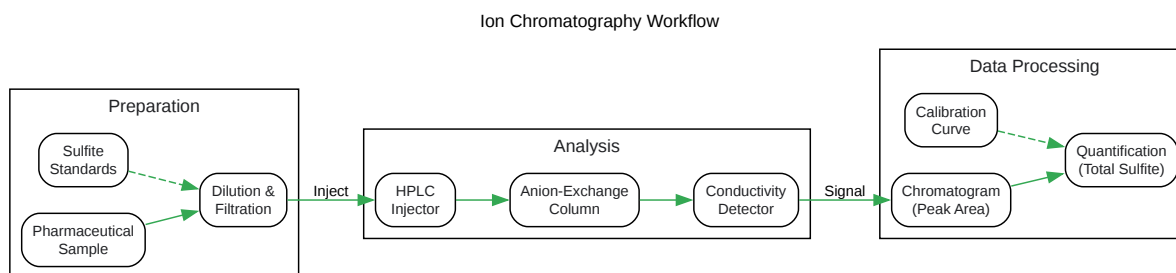 Ion Chromatography Workflow
Preparation
Sulfite
Standards
Pharmaceutical
Sample
Dilution &
Filtration
Inject
Analysis
HPLC
Injector
Anion-Exchange
Column
Conductivity
Detector
Signal
Data Processing
Calibration
Curve
Chromatogram
(Peak Area)
Quantification
(Total Sulfite)